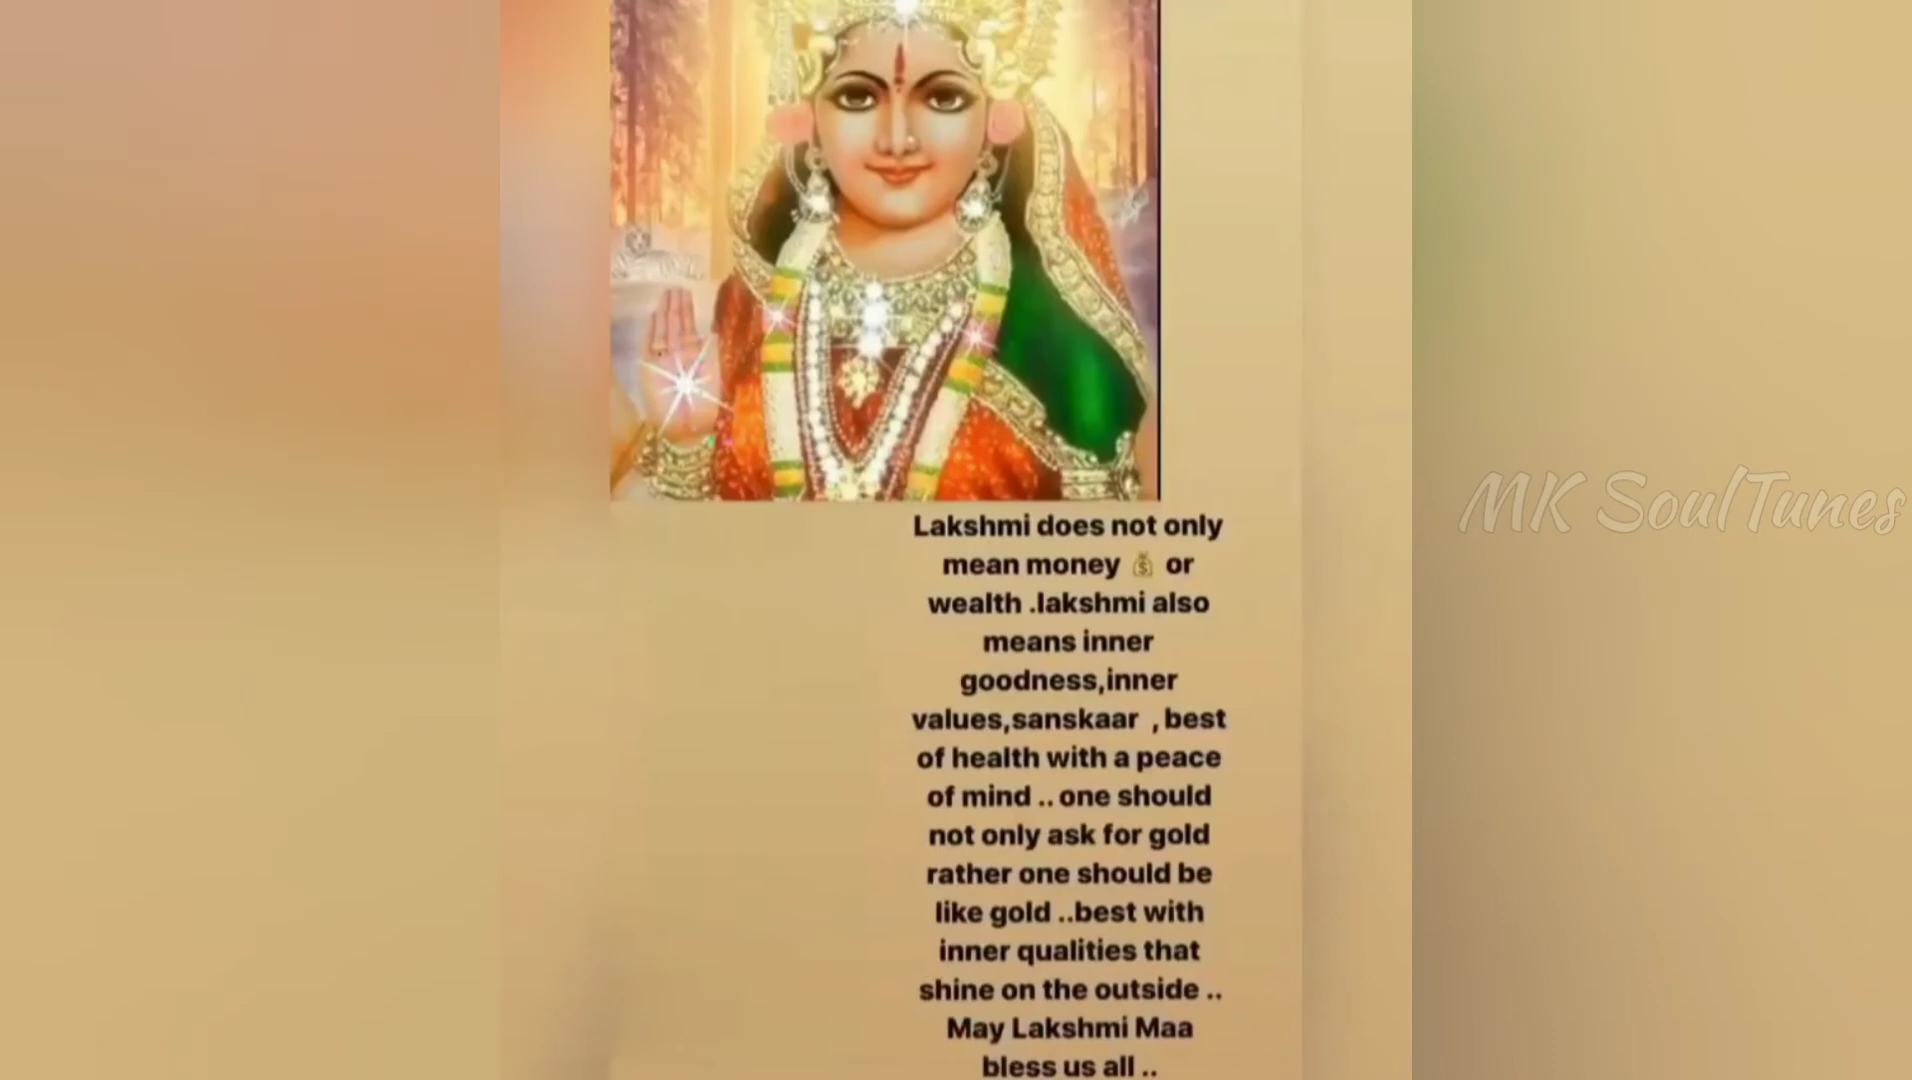 Lakshmi does not only
mean money 💰 or
wealth .lakshmi also
means inner
goodness,inner
values,sanskaar , best
of health with a peace
of mind .. one should
not only ask for gold
rather one should be
like gold ..best with
inner qualities that
shine on the outside ..
May Lakshmi Maa
bless us all ..
MK SoulTunes